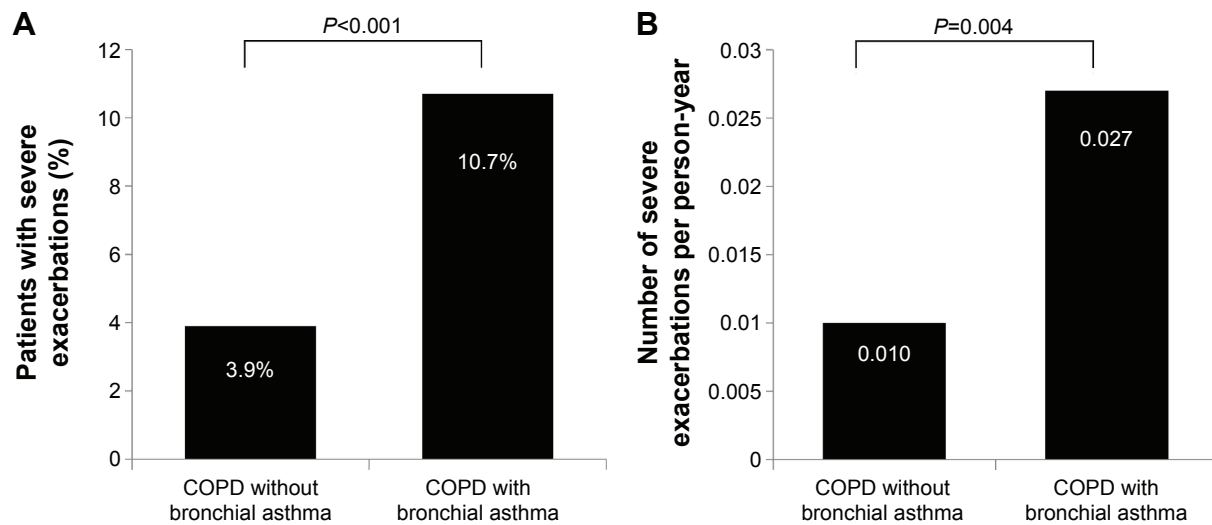 A
P<0.001
Patients with severe
exacerbations (%)
12
10
8
6
4
2
0
3.9%
10.7%
COPD without
bronchial asthma
COPD with
bronchial asthma
B
P=0.004
Number of severe
exacerbations per person-year
0.03
0.025
0.02
0.015
0.01
0.005
0
0.010
0.027
COPD without
bronchial asthma
COPD with
bronchial asthma